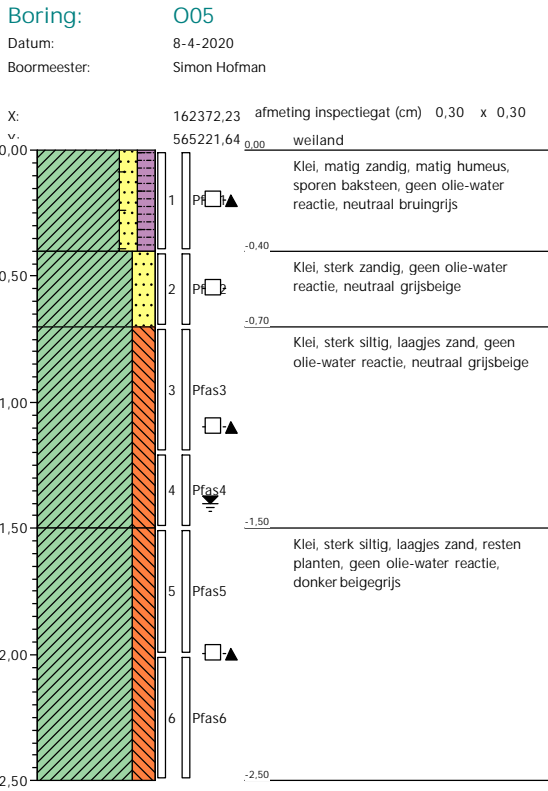 Boring: O05
Datum: 8-4-2020
Boormeester: Simon Hofman
X: 162372,23 afmeting inspectiegat (cm) 0,30 x 0,30
565221,64 0,00 weiland
0,00
Klei, matig zandig, matig humeus,
sporen baksteen, geen olie-water
reactie, neutraal bruingrijs
1
-0,40
Klei, sterk zandig, geen olie-water
reactie, neutraal grijsbeige
0,50
2
-0,70
Klei, sterk siltig, laagjes zand, geen
olie-water reactie, neutraal grijsbeige
3 Pfas3
1,00
4 Pfas4
1,50 -1,50
Klei, sterk siltig, laagjes zand, resten
planten, geen olie-water reactie,
donker beigegrijs
5 Pfas5
2,00
6 Pfas6
2,50 -2,50